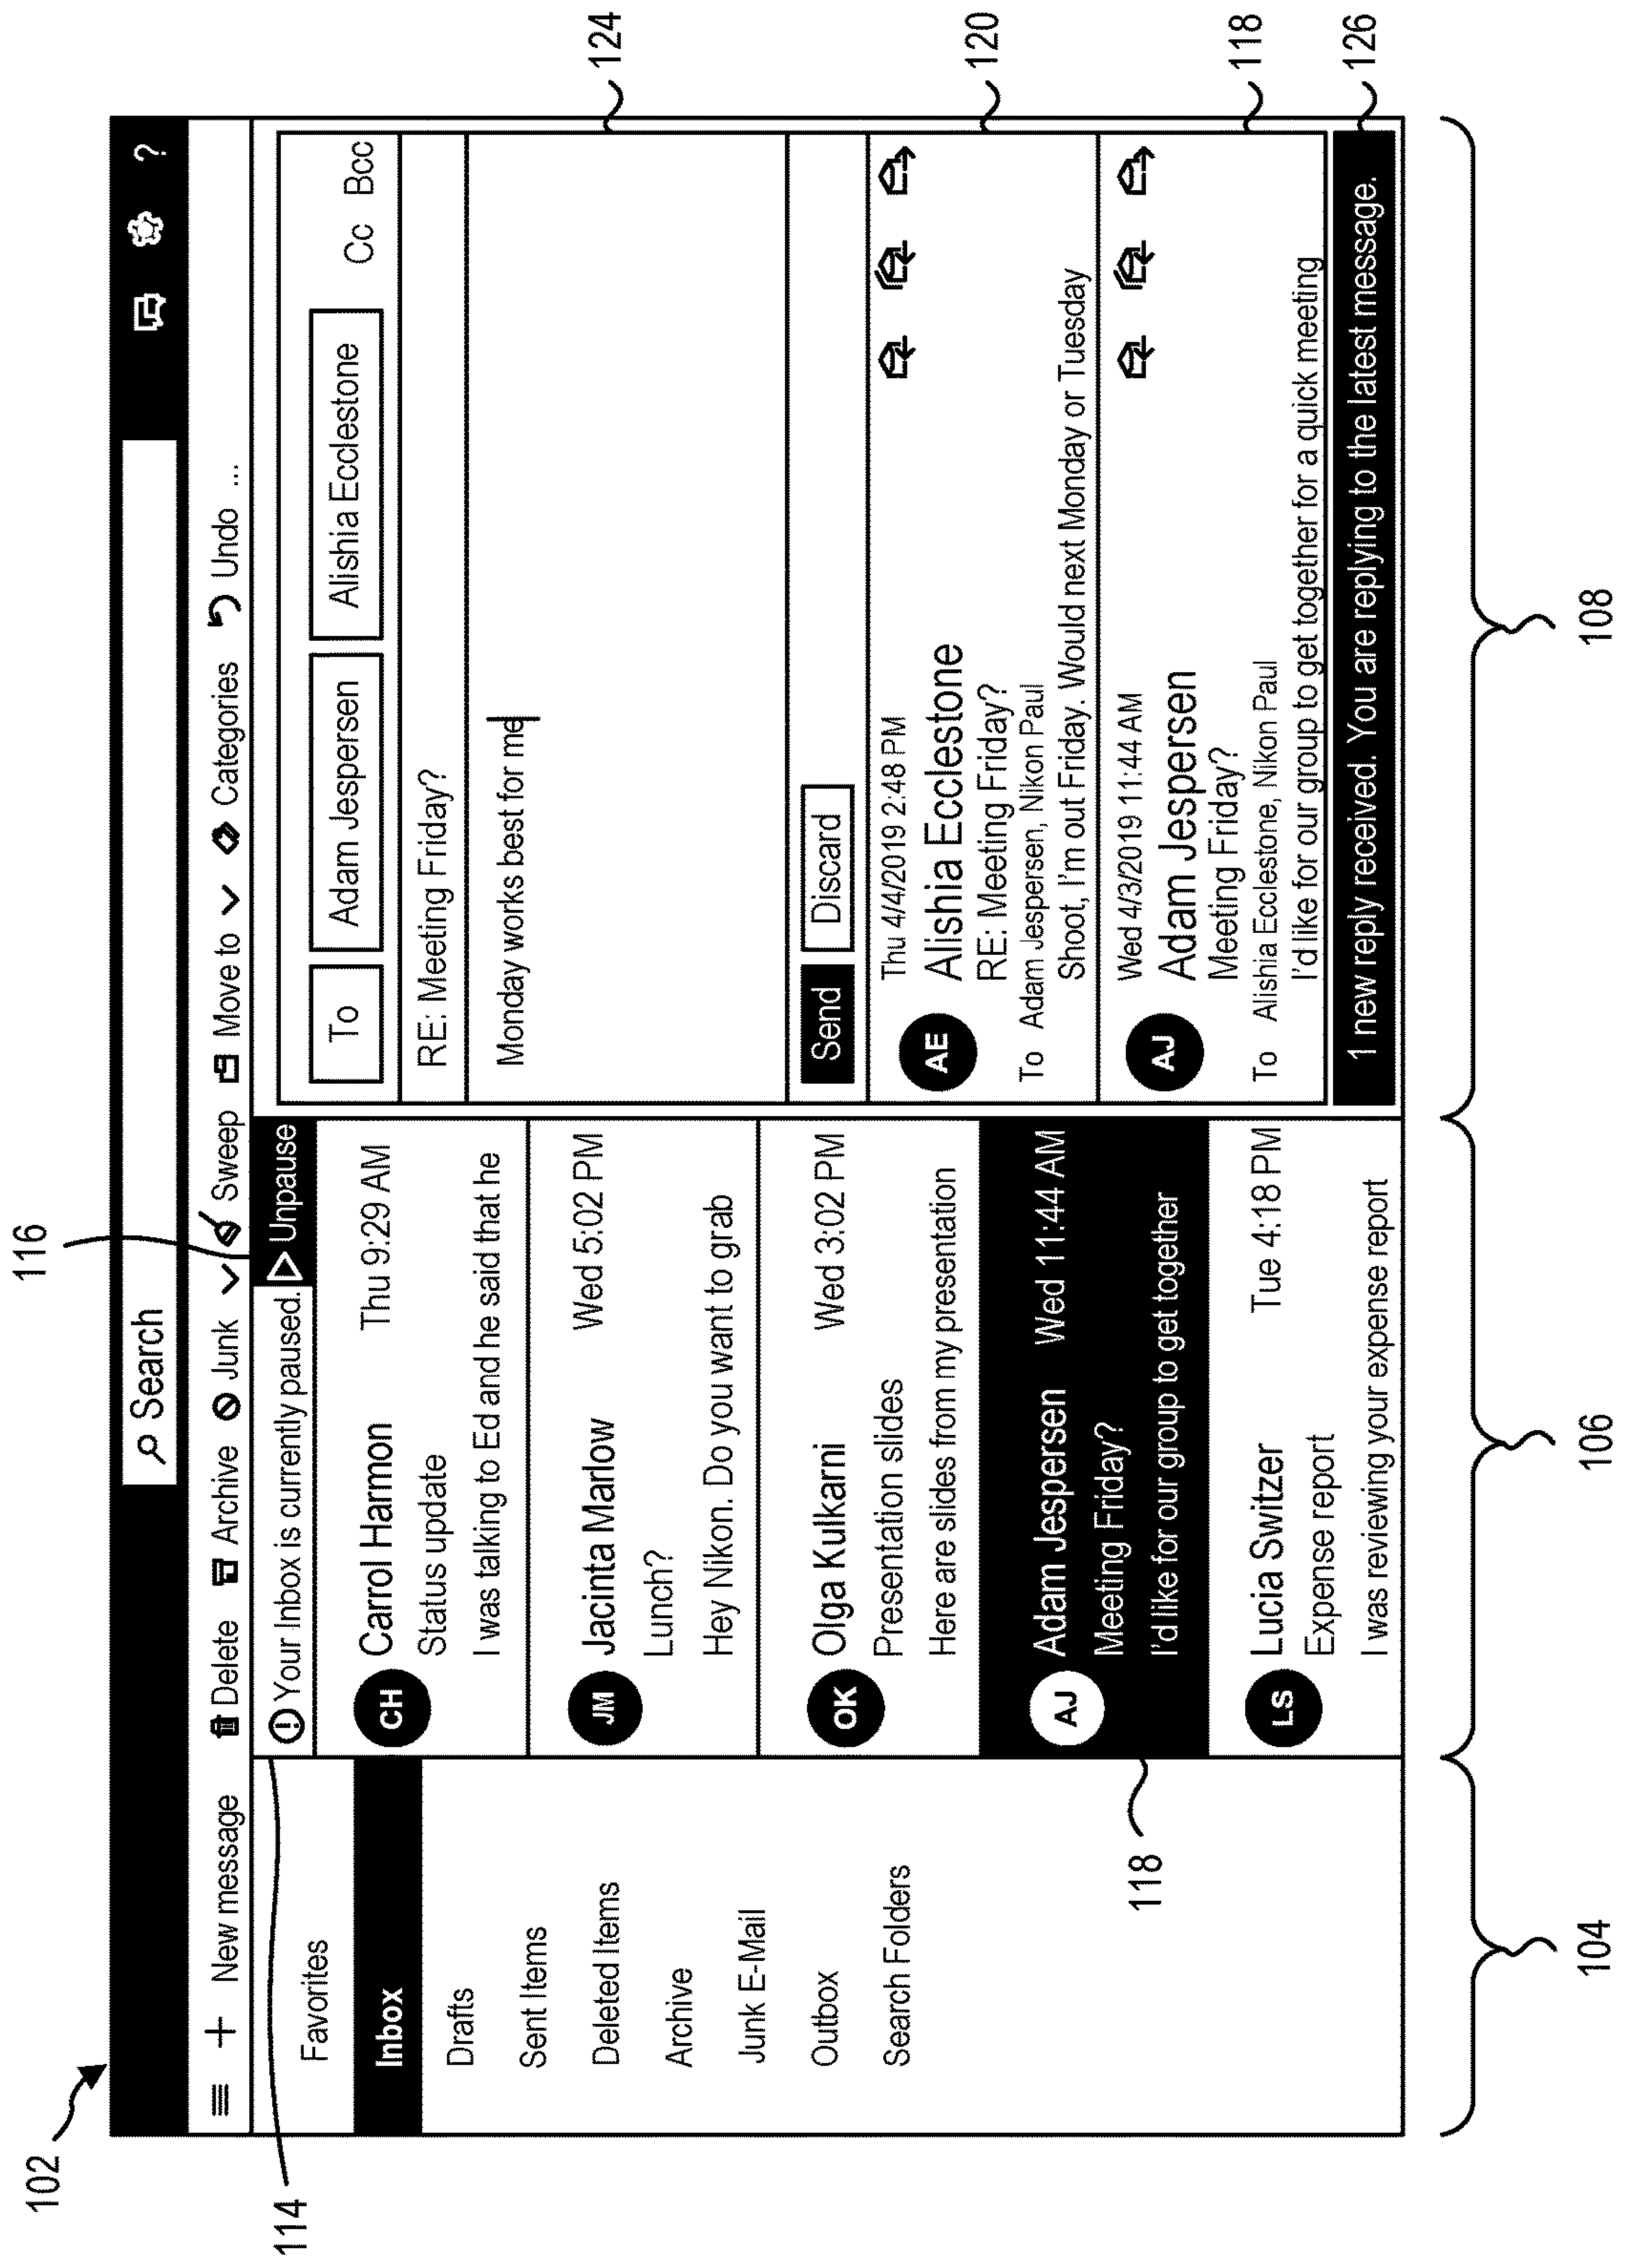 102
116
Search
?
New message
Delete
Archive
Junk
Sweep
Move to
Categories
Undo ...
114
Favorites
Inbox
Drafts
Sent Items
Deleted Items
Archive
Junk E-Mail
Outbox
Search Folders
Your Inbox is currently paused.
Unpause
CH
Carrol Harmon
Thu 9:29 AM
Status update
I was talking to Ed and he said that he
JM
Jacinta Marlow
Wed 5:02 PM
Lunch?
Hey Nikon. Do you want to grab
OK
Olga Kulkarni
Wed 3:02 PM
Presentation slides
Here are slides from my presentation
AJ
Adam Jespersen
Wed 11:44 AM
Meeting Friday?
I'd like for our group to get together
118
LS
Lucia Switzer
Tue 4:18 PM
Expense report
I was reviewing your expense report
To
Adam Jespersen
Alishia Ecclestone
Cc
Bcc
RE: Meeting Friday?
Monday works best for me
124
Send
Discard
Thu 4/4/2019 2:48 PM
AE
Alishia Ecclestone
RE: Meeting Friday?
To Adam Jespersen, Nikon Paul
Shoot, I'm out Friday. Would next Monday or Tuesday
120
Wed 4/3/2019 11:44 AM
AJ
Adam Jespersen
Meeting Friday?
To Alishia Ecclestone, Nikon Paul
I'd like for our group to get together for a quick meeting
118
1 new reply received. You are replying to the latest message.
126
104
106
108